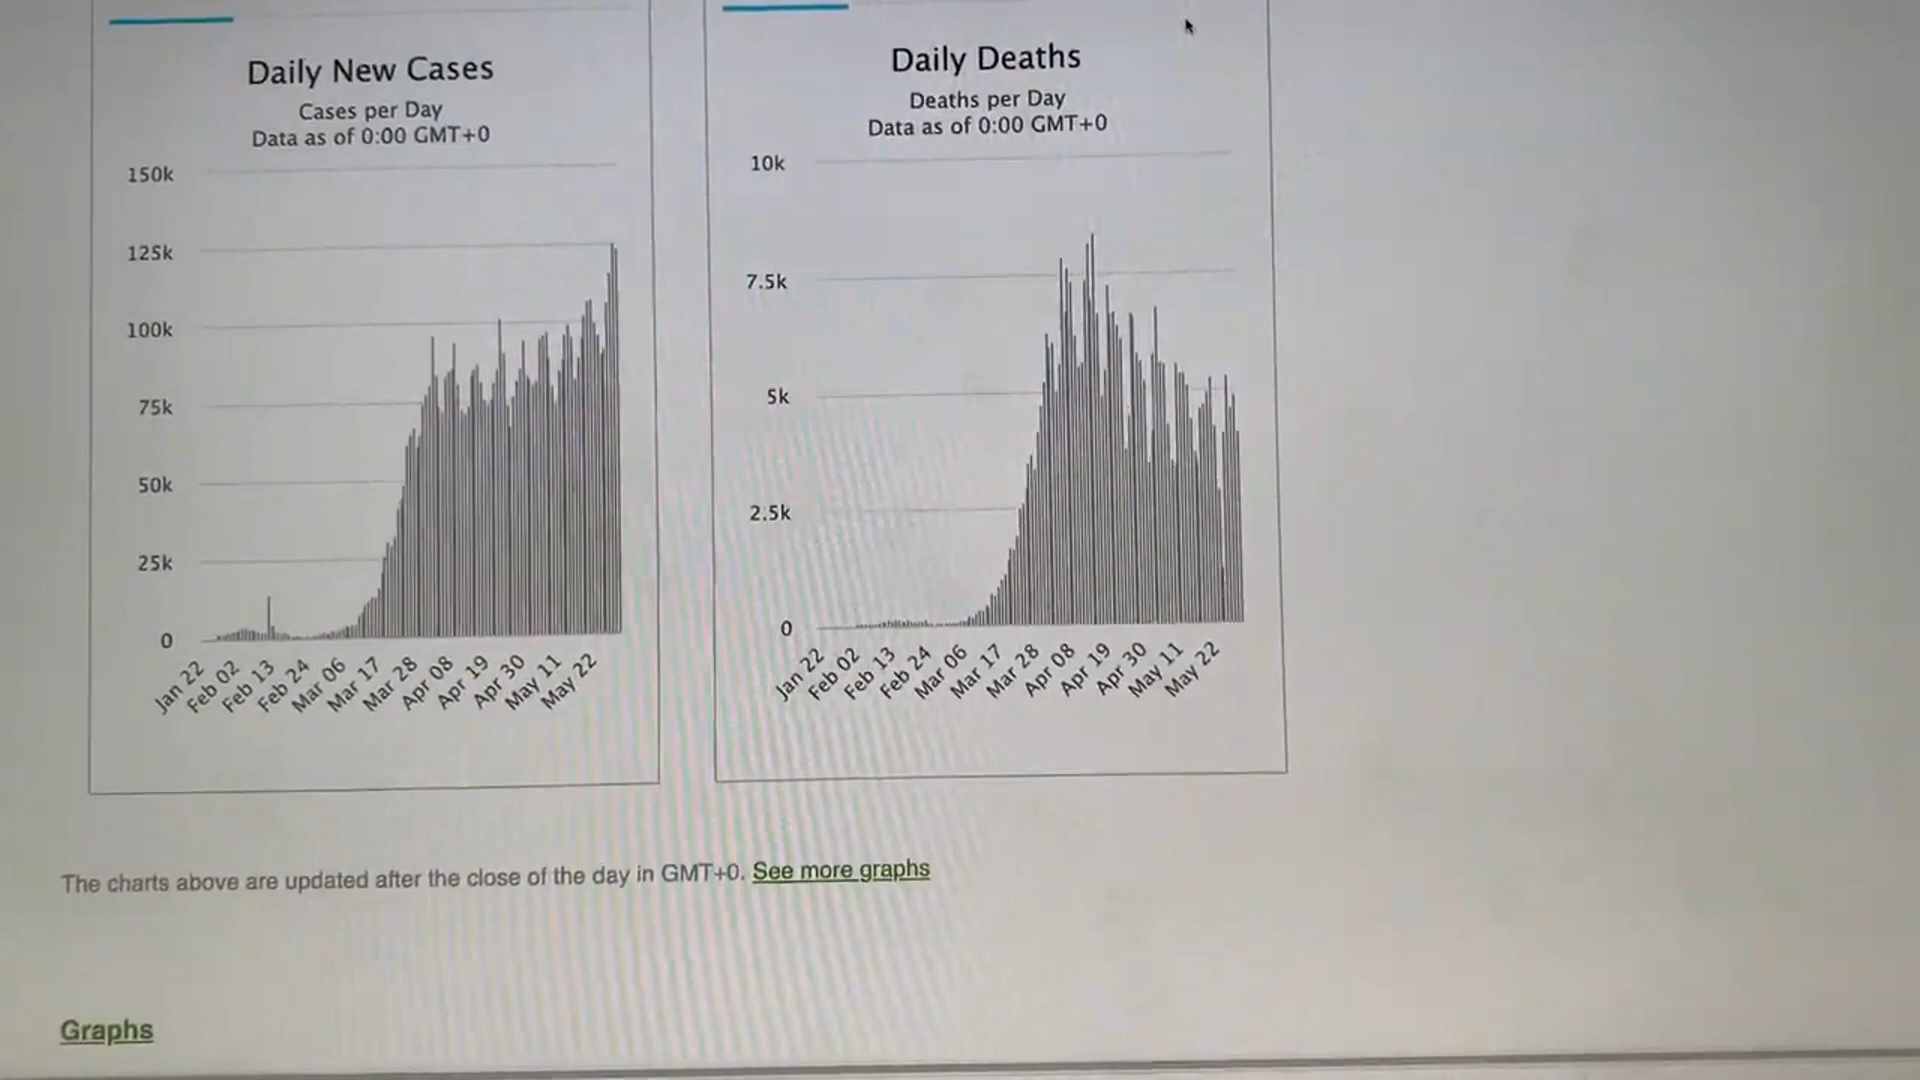 Daily New Cases
Cases per Day
Data as of 0:00 GMT+0
150k
125k
100k
75k
50k
25k
0
Jan 22
Feb 02
Feb 13
Feb 24
Mar 06
Mar 17
Mar 28
Apr 08
Apr 19
Apr 30
May 11
May 22
Daily Deaths
Deaths per Day
Data as of 0:00 GMT+0
10k
7.5k
5k
2.5k
0
Jan 22
Feb 02
Feb 13
Feb 24
Mar 06
Mar 17
Mar 28
Apr 08
Apr 19
Apr 30
May 11
May 22
The charts above are updated after the close of the day in GMT+0. See more graphs
Graphs